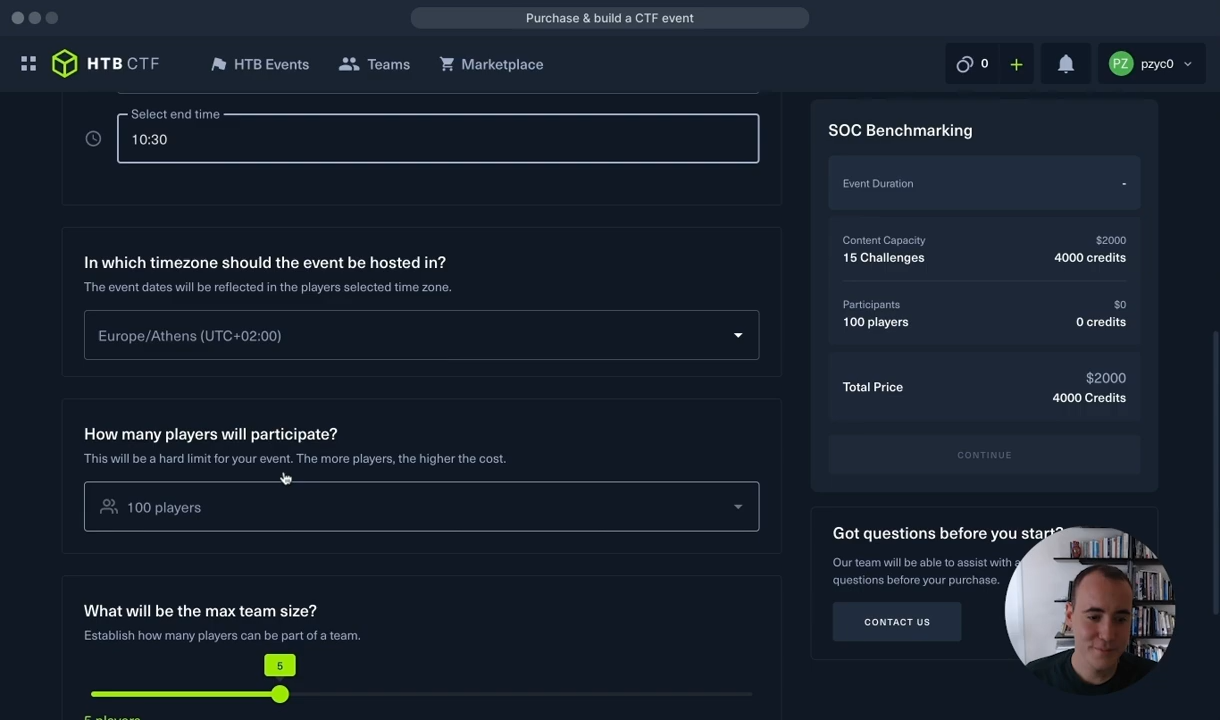 Purchase & build a CTF event
HTB CTF
HTB Events
Teams
Marketplace
0
+
PZ
pzyc0
Select end time
10:30
In which timezone should the event be hosted in?
The event dates will be reflected in the players selected time zone.
Europe/Athens (UTC+02:00)
How many players will participate?
This will be a hard limit for your event. The more players, the higher the cost.
100 players
What will be the max team size?
Establish how many players can be part of a team.
5
5 players
SOC Benchmarking
Event Duration
-
Content Capacity
$2000
15 Challenges
4000 credits
Participants
$0
100 players
0 credits
Total Price
$2000
4000 Credits
CONTINUE
Got questions before you start?
Our team will be able to assist with a
questions before your purchase.
CONTACT US